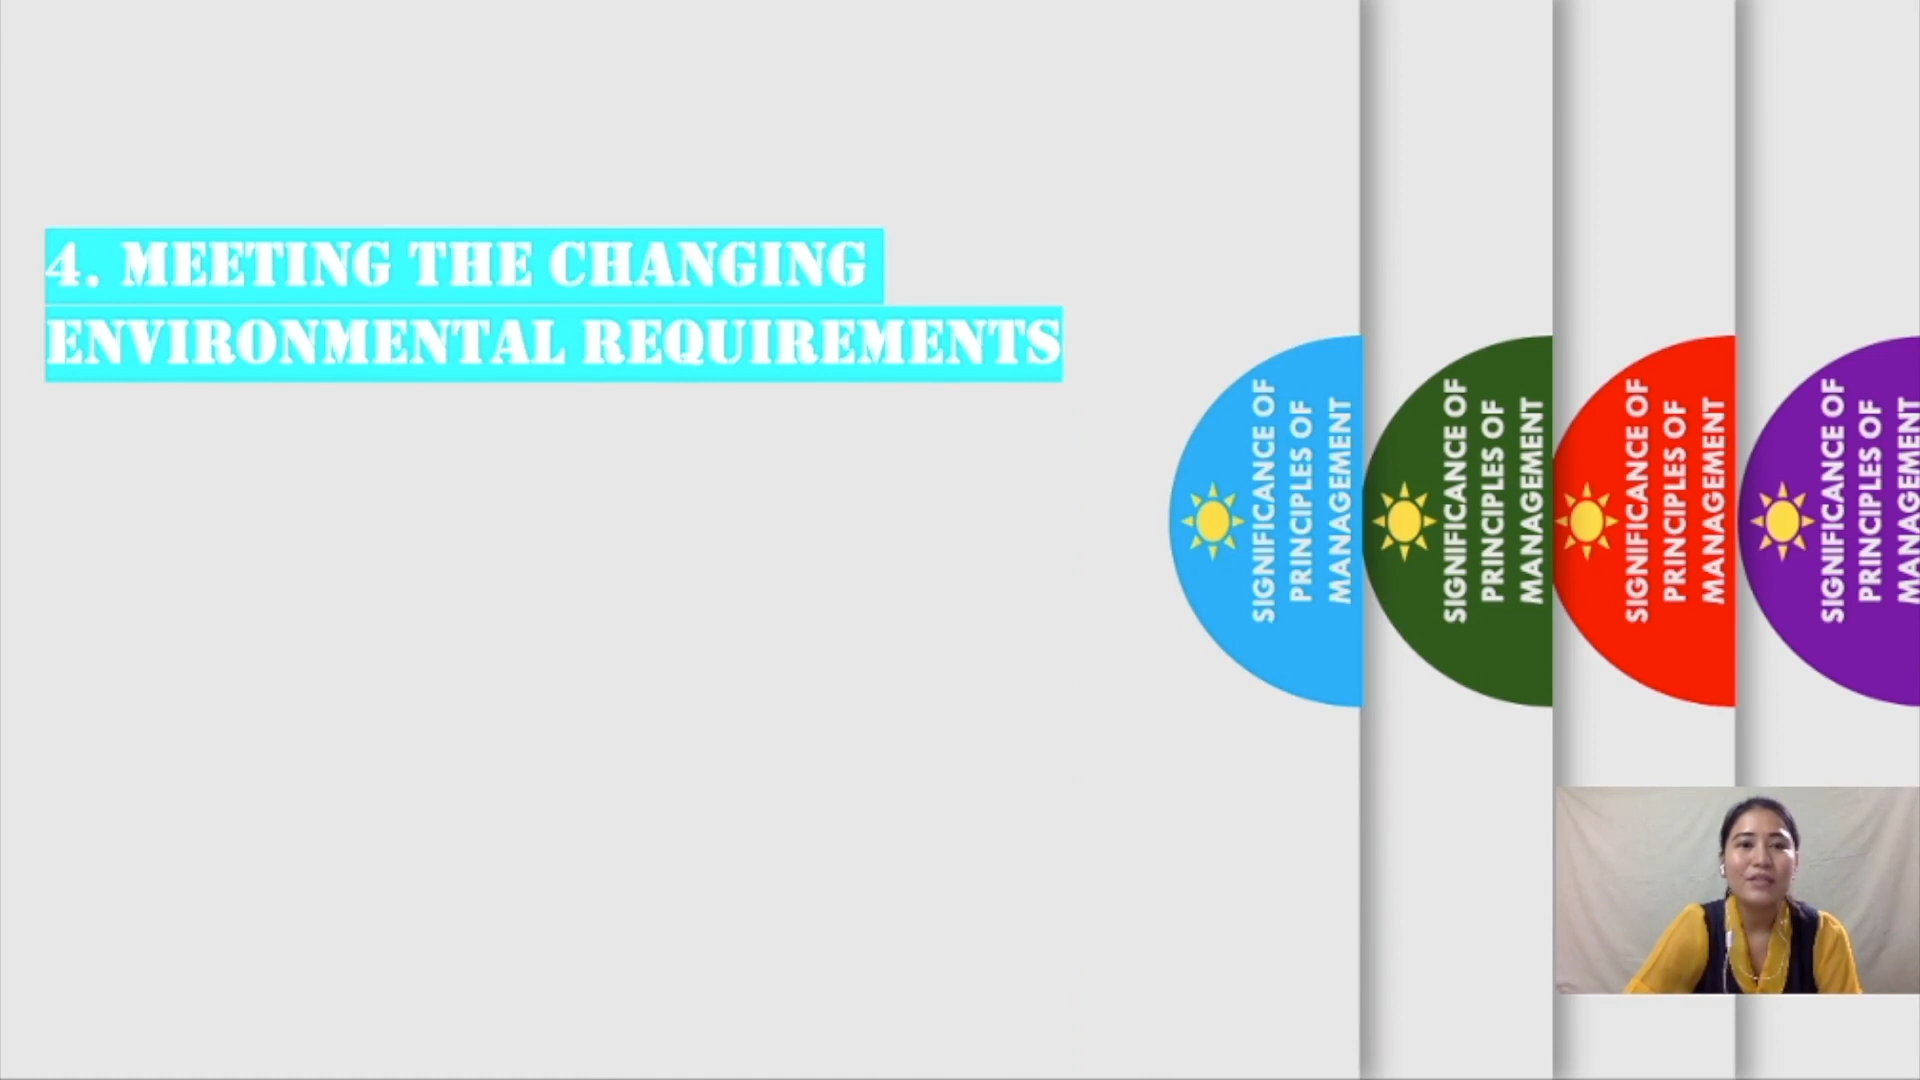 4. MEETING THE CHANGING
ENVIRONMENTAL REQUIREMENTS
SIGNIFICANCE OF
PRINCIPLES OF
MANAGEMENT
SIGNIFICANCE OF
PRINCIPLES OF
MANAGEMENT
SIGNIFICANCE OF
PRINCIPLES OF
MANAGEMENT
SIGNIFICANCE OF
PRINCIPLES OF
MANAGEMENT